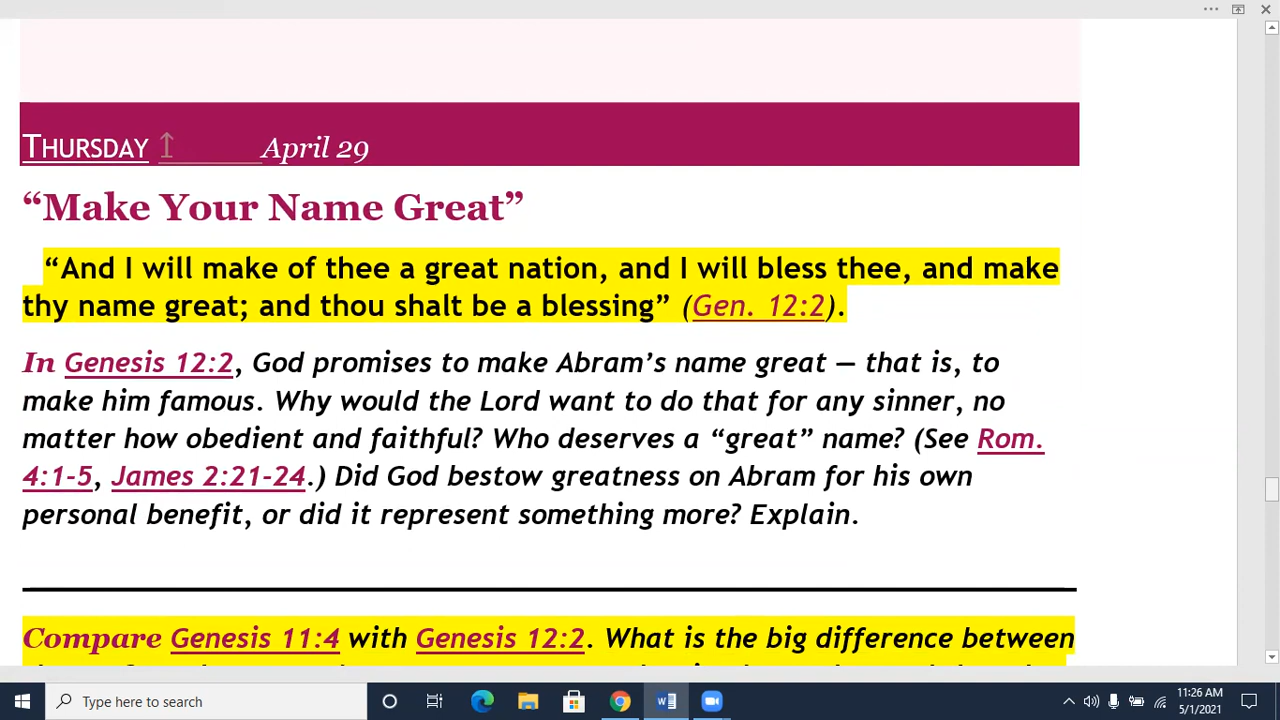 THURSDAY ↥ April 29
“Make Your Name Great”
“And I will make of thee a great nation, and I will bless thee, and make
thy name great; and thou shalt be a blessing” (Gen. 12:2).
In Genesis 12:2, God promises to make Abram’s name great — that is, to
make him famous. Why would the Lord want to do that for any sinner, no
matter how obedient and faithful? Who deserves a “great” name? (See Rom.
4:1-5, James 2:21-24.) Did God bestow greatness on Abram for his own
personal benefit, or did it represent something more? Explain.
Compare Genesis 11:4 with Genesis 12:2. What is the big difference between
Type here to search
11:26 AM
5/1/2021